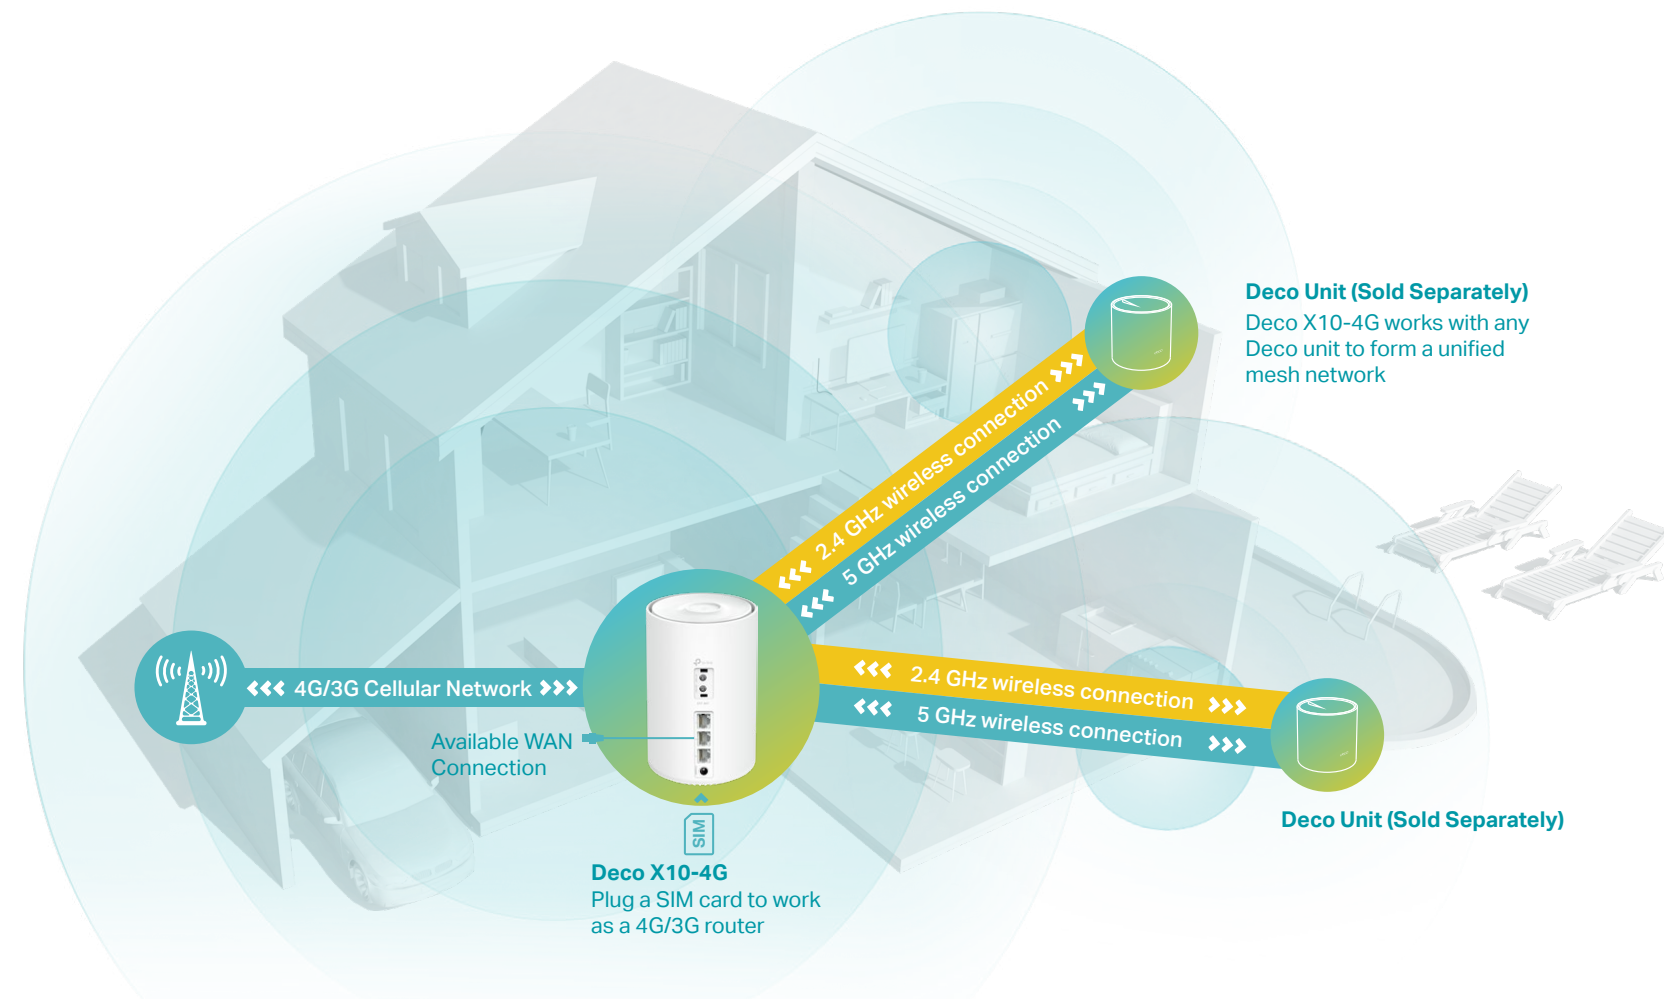 Deco Unit (Sold Separately)
Deco X10-4G works with any
Deco unit to form a unified
mesh network
2.4 GHz wireless connection
5 GHz wireless connection
4G/3G Cellular Network
2.4 GHz wireless connection
5 GHz wireless connection
Available WAN
Connection
SIM
Deco Unit (Sold Separately)
Deco X10-4G
Plug a SIM card to work
as a 4G/3G router